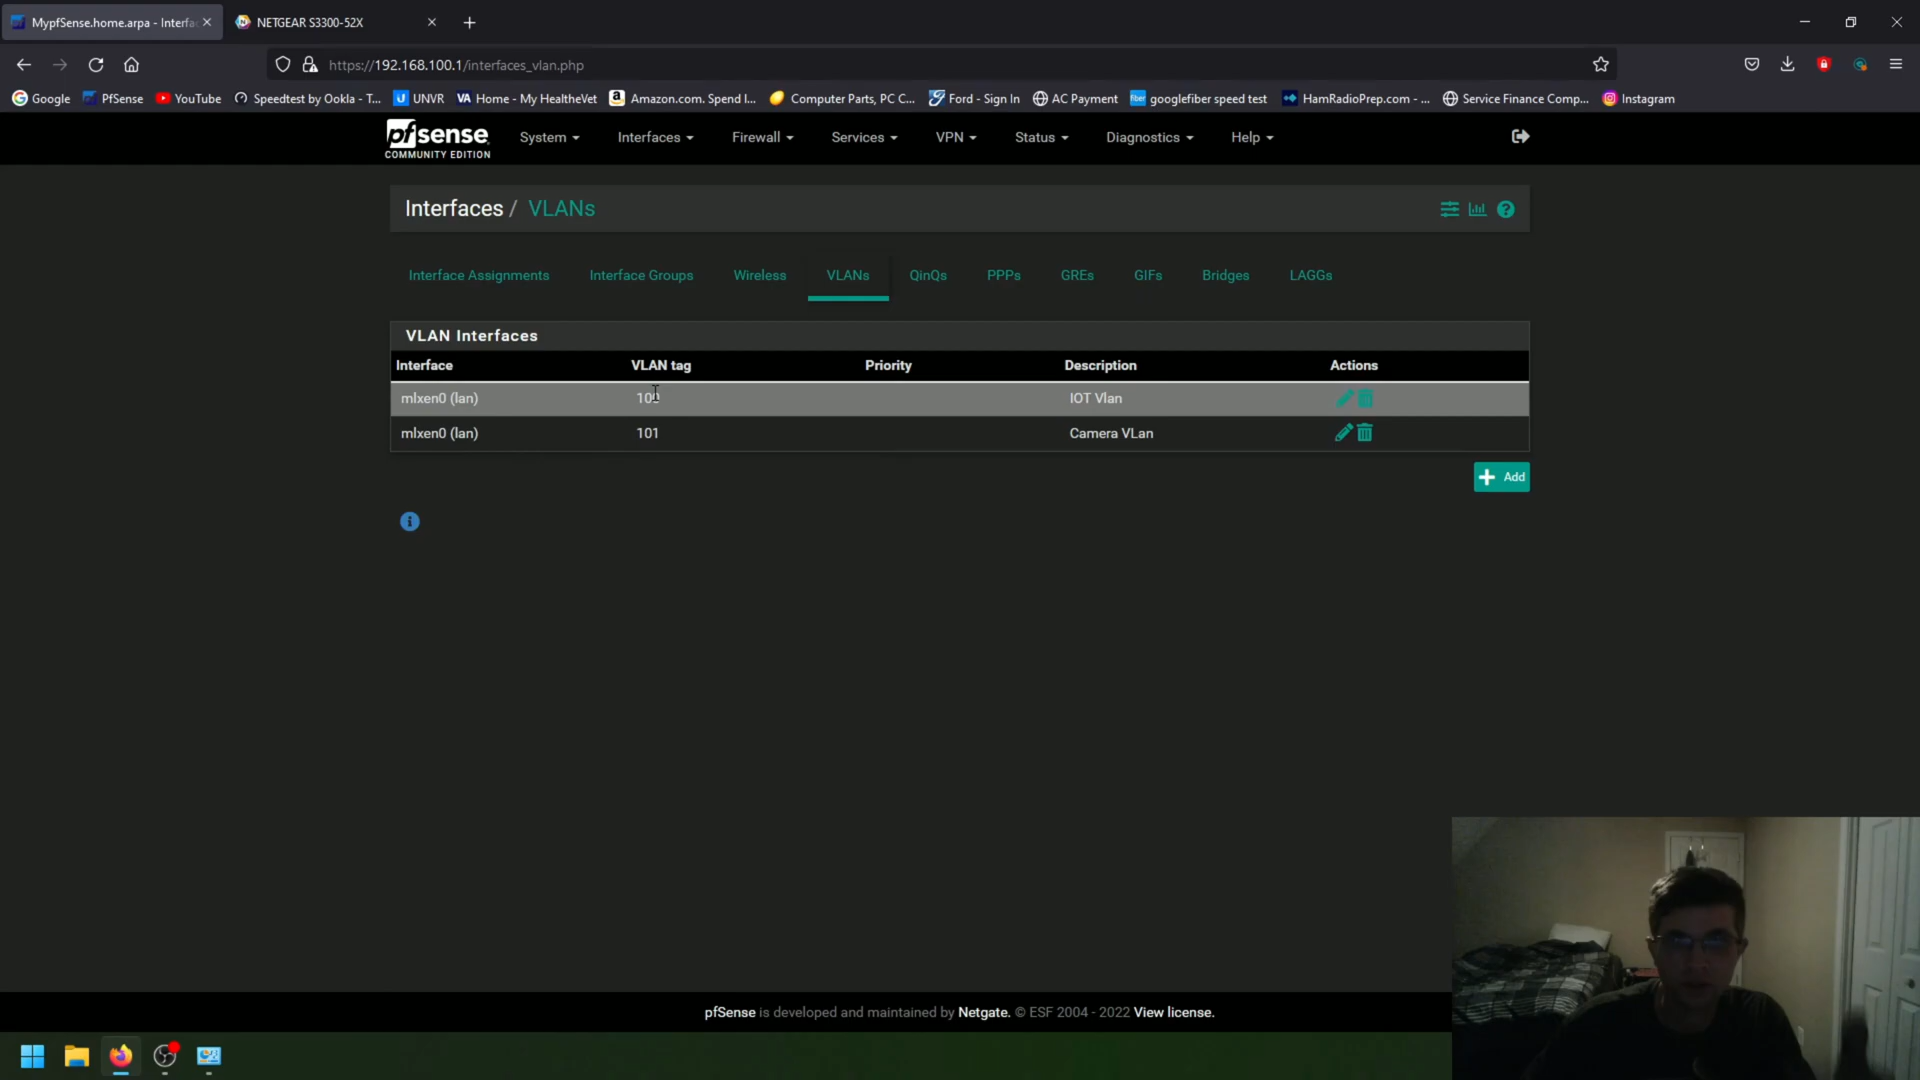 MypfSense.home.arpa - Interfa
NETGEAR S3300-52X
https://192.168.100.1/interfaces_vlan.php
Google
PfSense
YouTube
Speedtest by Ookla - T...
UNVR
VA Home - My HealtheVet
Amazon.com. Spend l...
Computer Parts, PC C...
Ford - Sign In
AC Payment
fiber googlefiber speed test
HamRadioPrep.com - ...
Service Finance Comp...
Instagram
pfsense
COMMUNITY EDITION
System
Interfaces
Firewall
Services
VPN
Status
Diagnostics
Help
Interfaces / VLANs
Interface Assignments
Interface Groups
Wireless
VLANs
QinQs
PPPs
GREs
GIFs
Bridges
LAGGs
VLAN Interfaces
Interface VLAN tag Priority Description Actions
mlxen0 (lan) IOT Vlan
mlxen0 (lan) 101 Camera VLan
Add
pfSense is developed and maintained by Netgate. © ESF 2004 - 2022 View license.